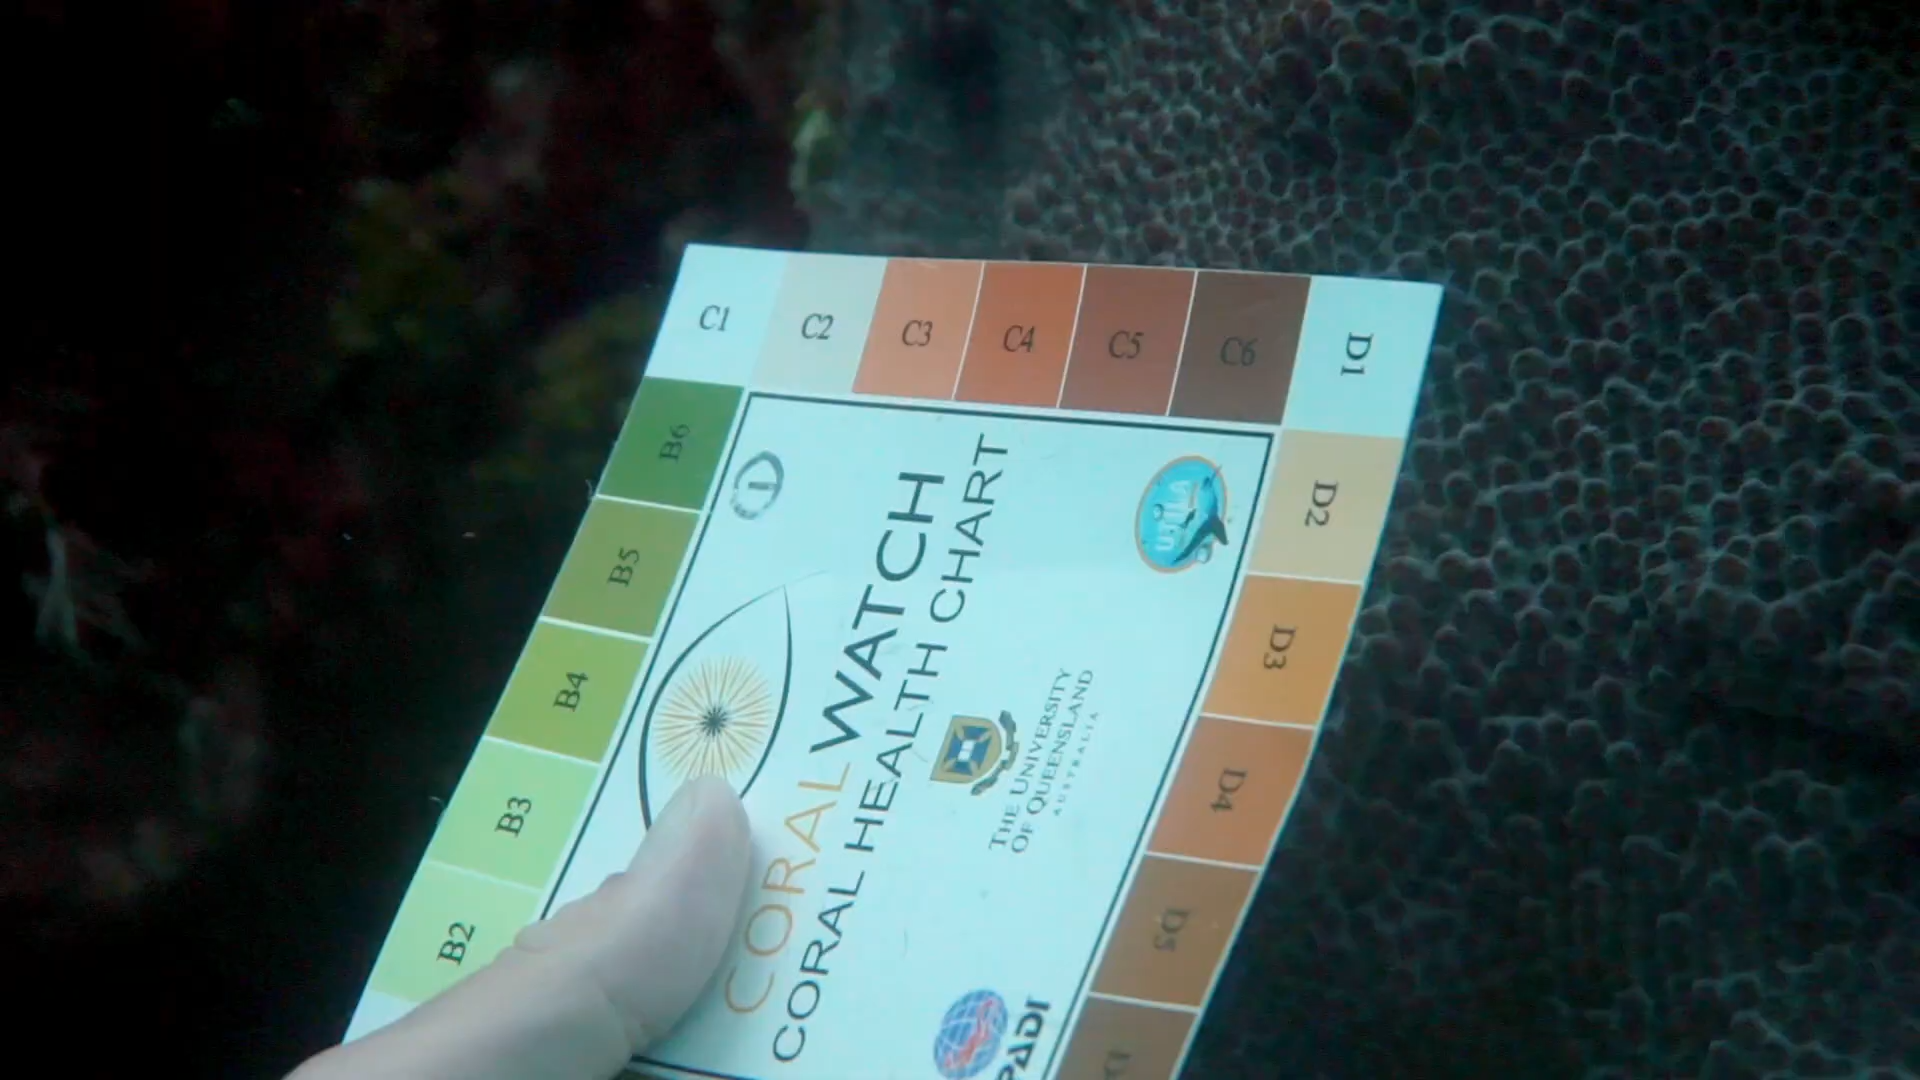 C1
C2
C3
C4
C5
C6
D1
D2
D3
D4
D5
B6
B5
B4
B3
B2
CORALWATCH
CORAL HEALTH CHART
THE UNIVERSITY
OF QUEENSLAND
AUSTRALIA
PADI